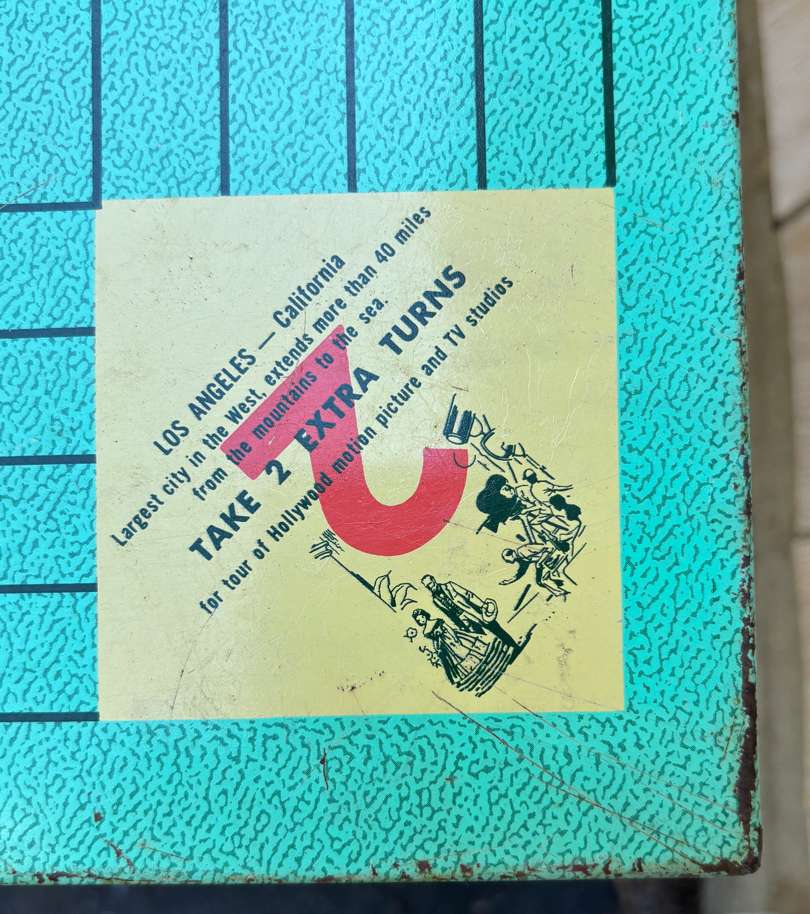 LOS ANGELES — California
Largest city in the West, extends more than 40 miles
from the mountains to the sea.
TAKE 2 EXTRA TURNS
for tour of Hollywood motion picture and TV studios
2